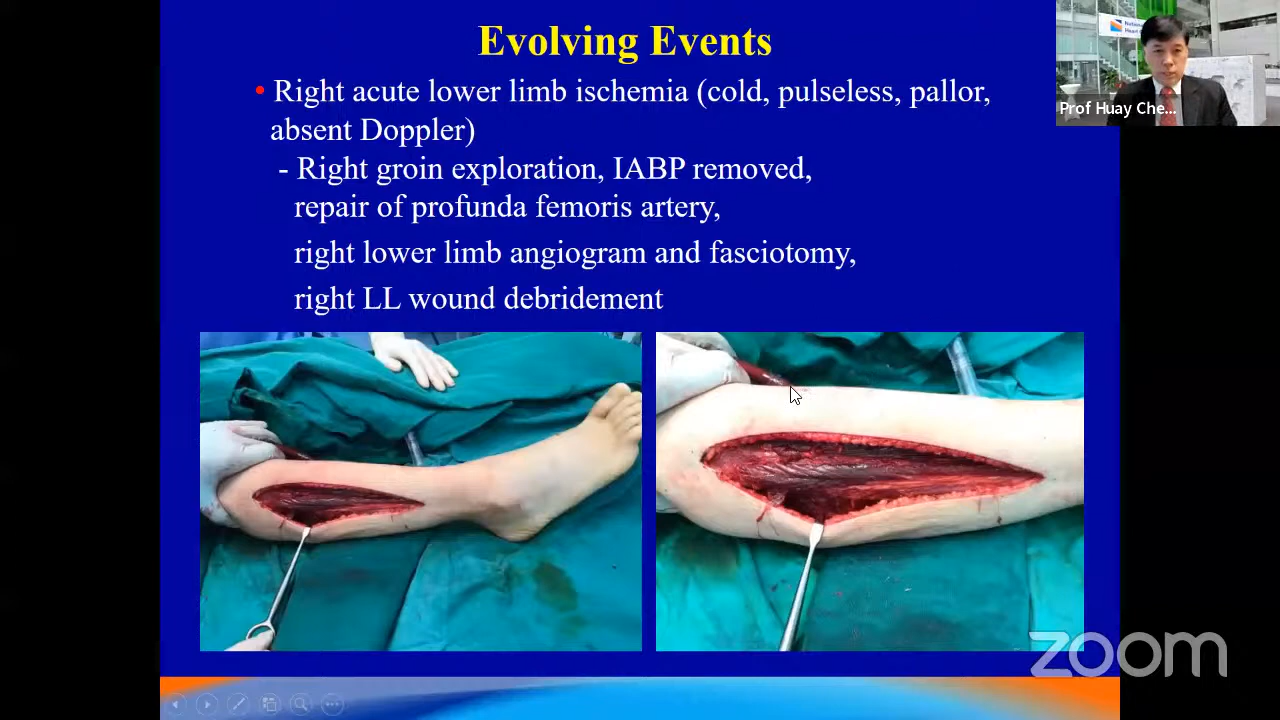 Evolving Events
• Right acute lower limb ischemia (cold, pulseless, pallor,
absent Doppler)
- Right groin exploration, IABP removed,
repair of profunda femoris artery,
right lower limb angiogram and fasciotomy,
right LL wound debridement
Prof Huay Che...
zoom